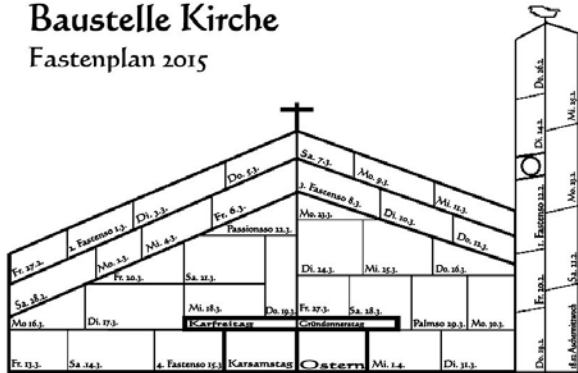 Baustelle Kirche
Fastenplan 2015
Do. 26.2.
Mi. 25.2.
Di. 24.2.
Mo. 23.2.
1. Fastenso 22.2.
Sa. 21.2.
Fr. 20.2.
Do. 19.2.
18.2. Aschermittwoch
Fr. 27.2.
2. Fastenso 1.3.
Di. 3.3.
Do. 5.3.
Sa. 7.3.
Mo. 9.3.
Mi. 11.3.
Sa. 28.2.
Mo. 2.3.
Mi. 4.3.
Fr. 6.3.
3. Fastenso 8.3.
Di. 10.3.
Do. 12.3.
Passionsso 22.3.
Mo. 23.3.
Fr. 20.3.
Sa. 21.3.
Di. 24.3.
Mi. 25.3.
Do. 26.3.
Mo 16.3.
Di. 17.3.
Mi. 18.3.
Do. 19.3.
Fr. 27.3.
Sa. 28.3.
Palmso 29.3.
Mo. 30.3.
Karfreitag
Gründonnerstag
Fr. 13.3.
Sa .14.3.
4. Fastenso 15.3
Karsamstag
Ostern
Mi. 1.4.
Di. 31.3.